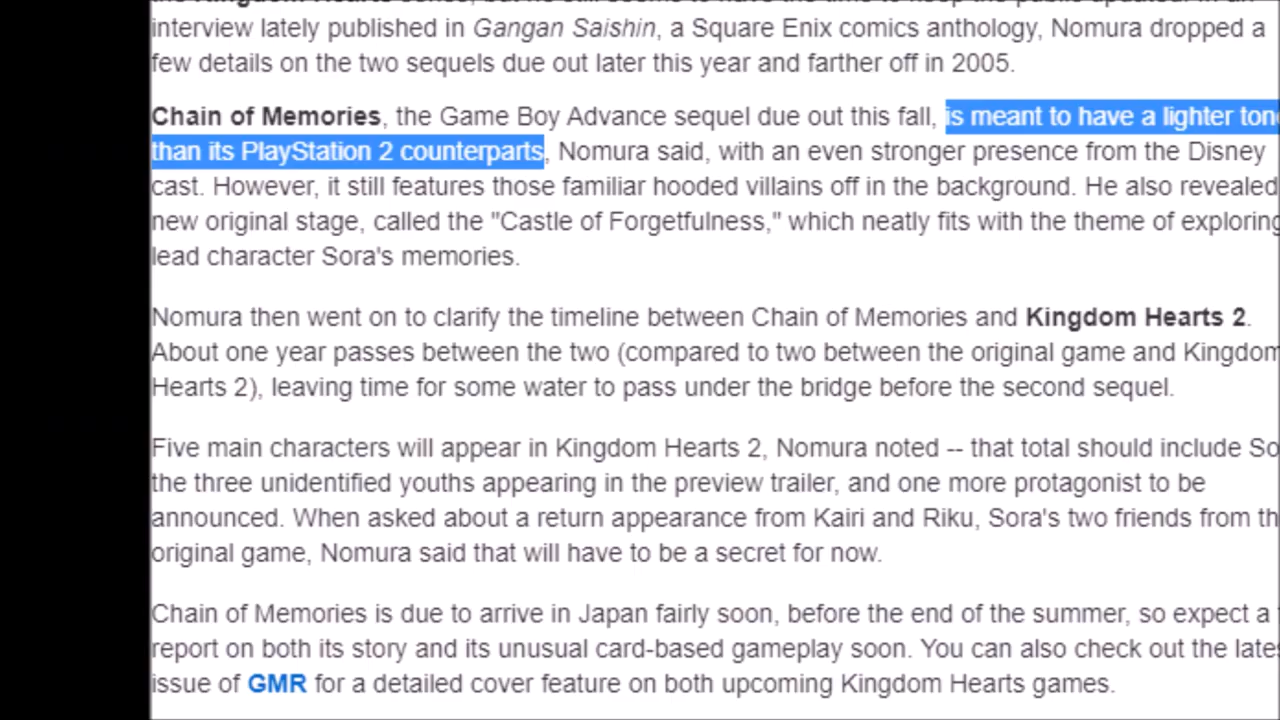 interview lately published in Gangan Saishin, a Square Enix comics anthology, Nomura dropped a
few details on the two sequels due out later this year and farther off in 2005.
Chain of Memories, the Game Boy Advance sequel due out this fall, is meant to have a lighter tone
than its PlayStation 2 counterparts, Nomura said, with an even stronger presence from the Disney
cast. However, it still features those familiar hooded villains off in the background. He also revealed
new original stage, called the "Castle of Forgetfulness," which neatly fits with the theme of exploring
lead character Sora's memories.
Nomura then went on to clarify the timeline between Chain of Memories and Kingdom Hearts 2.
About one year passes between the two (compared to two between the original game and Kingdom
Hearts 2), leaving time for some water to pass under the bridge before the second sequel.
Five main characters will appear in Kingdom Hearts 2, Nomura noted -- that total should include So
the three unidentified youths appearing in the preview trailer, and one more protagonist to be
announced. When asked about a return appearance from Kairi and Riku, Sora's two friends from th
original game, Nomura said that will have to be a secret for now.
Chain of Memories is due to arrive in Japan fairly soon, before the end of the summer, so expect a
report on both its story and its unusual card-based gameplay soon. You can also check out the lates
issue of GMR for a detailed cover feature on both upcoming Kingdom Hearts games.